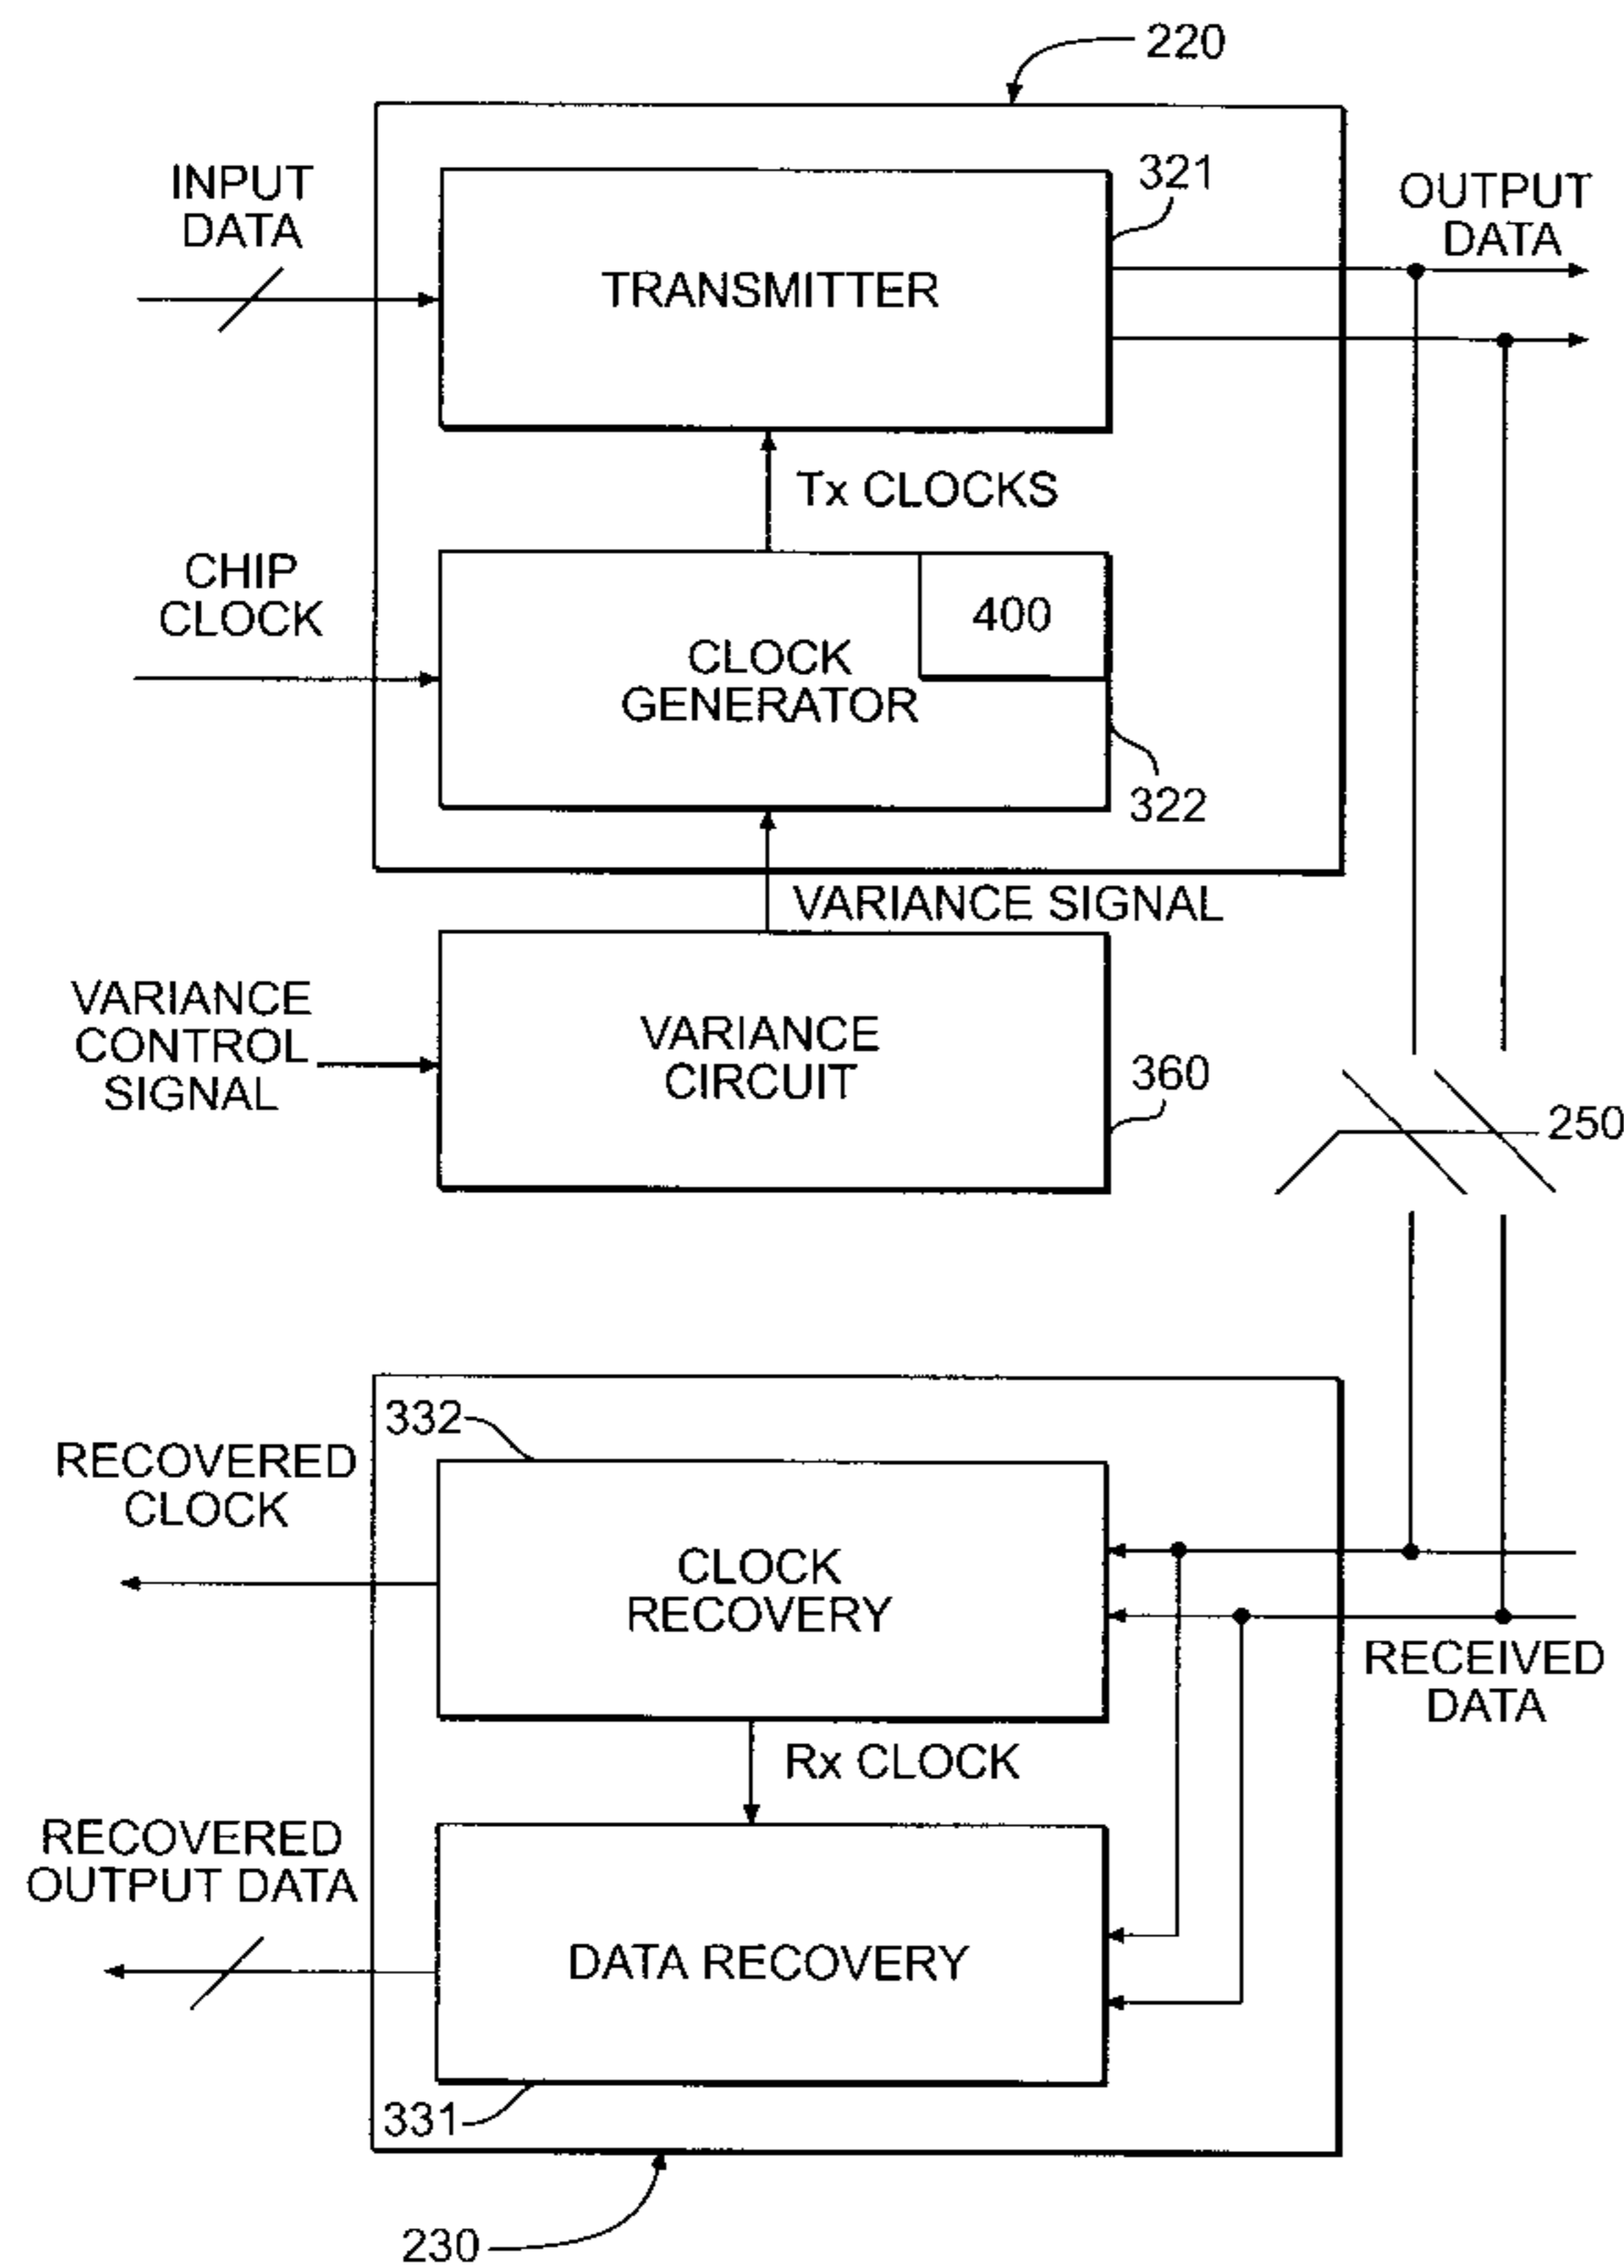 220
INPUT
DATA
321
OUTPUT
DATA
TRANSMITTER
Tx CLOCKS
CHIP
CLOCK
400
CLOCK
GENERATOR
322
VARIANCE SIGNAL
VARIANCE
CONTROL
SIGNAL
VARIANCE
CIRCUIT
360
250
332
RECOVERED
CLOCK
CLOCK
RECOVERY
RECEIVED
DATA
Rx CLOCK
RECOVERED
OUTPUT DATA
DATA RECOVERY
331
230